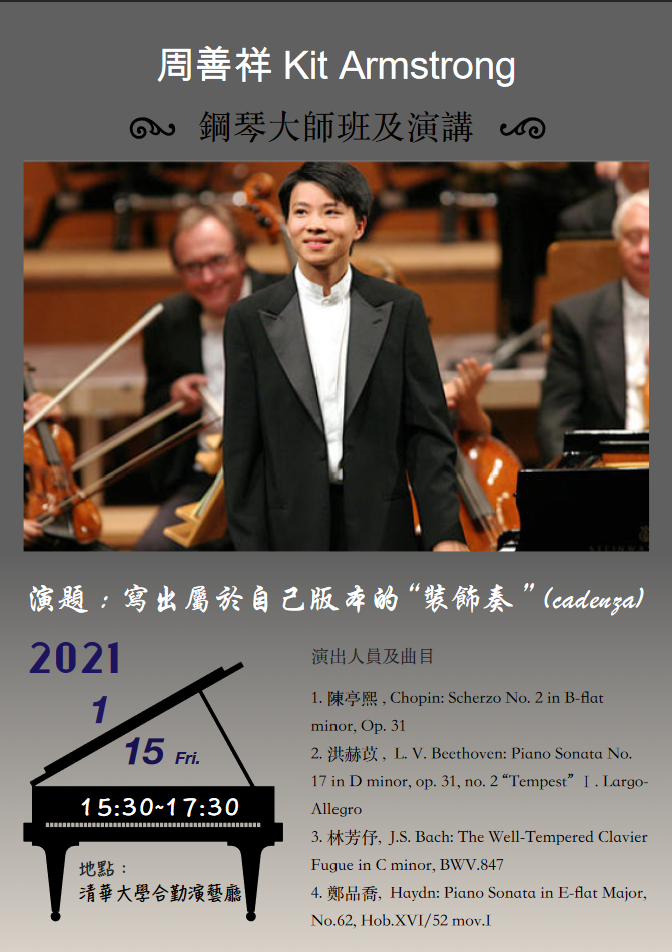 周善祥 Kit Armstrong
鋼琴大師班及演講
演題：寫出屬於自己版本的“裝飾奏”(cadenza)
2021
1
15 Fri.
15:30~17:30
地點：
清華大學合勤演藝廳
演出人員及曲目
1. 陳亭熙 , Chopin: Scherzo No. 2 in B-flat
minor, Op. 31
2. 洪赫苡 , L. V. Beethoven: Piano Sonata No.
17 in D minor, op. 31, no. 2 “Tempest” Ⅰ. Largo-
Allegro
3. 林芳伃, J.S. Bach: The Well-Tempered Clavier
Fugue in C minor, BWV.847
4. 鄭品喬, Haydn: Piano Sonata in E-flat Major,
No.62, Hob.XVI/52 mov.I